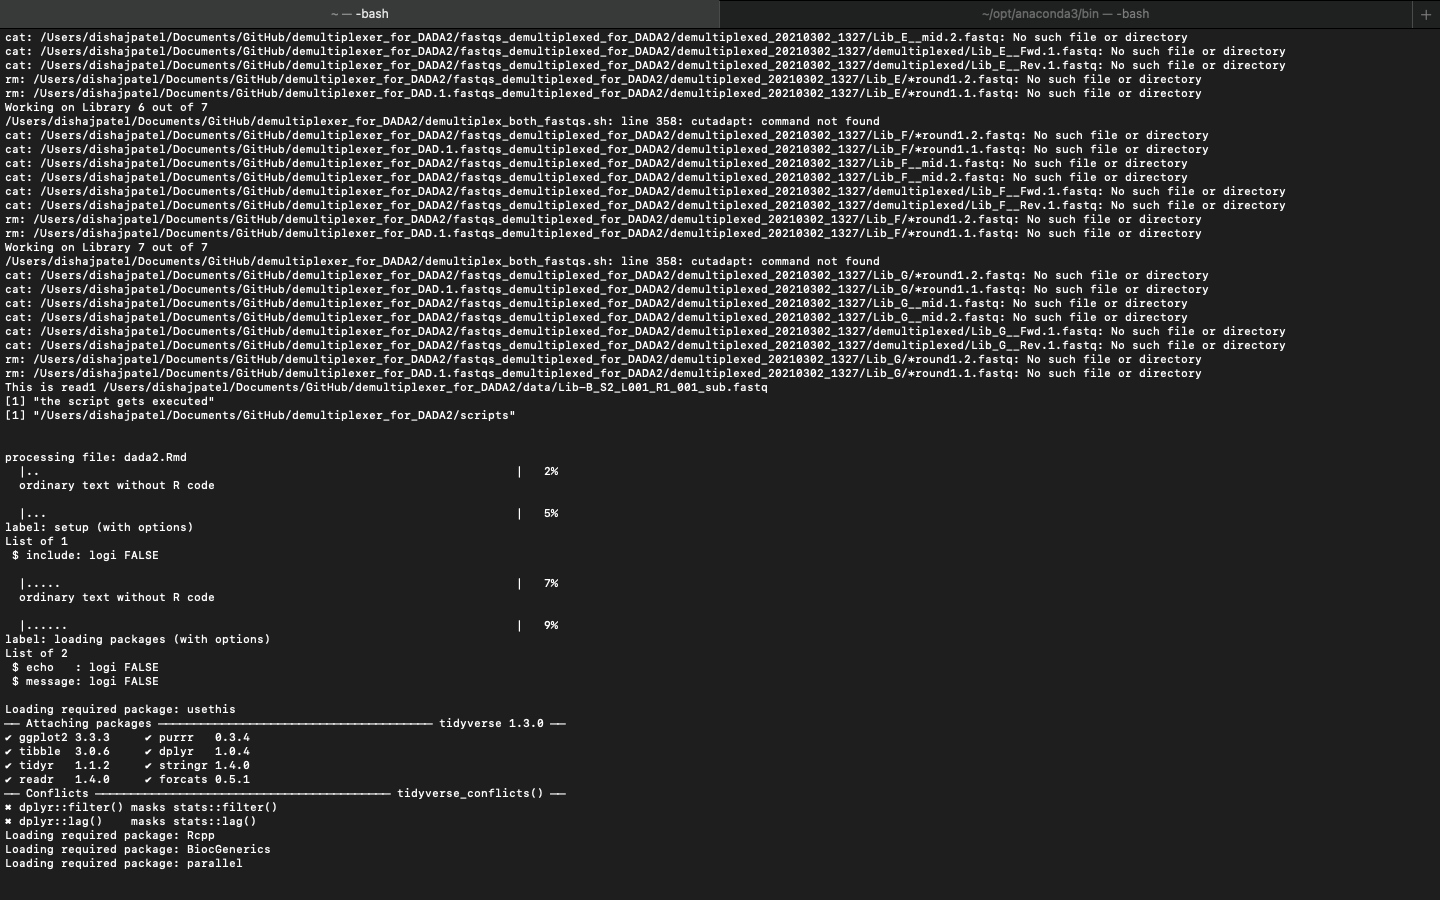 ~ — -bash
~/opt/anaconda3/bin — -bash
+
cat: /Users/dishajpatel/Documents/GitHub/demultiplexer_for_DADA2/fastqs_demultiplexed_for_DADA2/demultiplexed_20210302_1327/Lib_E__mid.2.fastq: No such file or directory
cat: /Users/dishajpatel/Documents/GitHub/demultiplexer_for_DADA2/fastqs_demultiplexed_for_DADA2/demultiplexed_20210302_1327/demultiplexed/Lib_E__Fwd.1.fastq: No such file or directory
cat: /Users/dishajpatel/Documents/GitHub/demultiplexer_for_DADA2/fastqs_demultiplexed_for_DADA2/demultiplexed_20210302_1327/demultiplexed/Lib_E__Rev.1.fastq: No such file or directory
rm: /Users/dishajpatel/Documents/GitHub/demultiplexer_for_DADA2/fastqs_demultiplexed_for_DADA2/demultiplexed_20210302_1327/Lib_E/*round1.2.fastq: No such file or directory
rm: /Users/dishajpatel/Documents/GitHub/demultiplexer_for_DAD.1.fastqs_demultiplexed_for_DADA2/demultiplexed_20210302_1327/Lib_E/*round1.1.fastq: No such file or directory
Working on Library 6 out of 7
/Users/dishajpatel/Documents/GitHub/demultiplexer_for_DADA2/demultiplex_both_fastqs.sh: line 358: cutadapt: command not found
cat: /Users/dishajpatel/Documents/GitHub/demultiplexer_for_DADA2/fastqs_demultiplexed_for_DADA2/demultiplexed_20210302_1327/Lib_F/*round1.2.fastq: No such file or directory
cat: /Users/dishajpatel/Documents/GitHub/demultiplexer_for_DAD.1.fastqs_demultiplexed_for_DADA2/demultiplexed_20210302_1327/Lib_F/*round1.1.fastq: No such file or directory
cat: /Users/dishajpatel/Documents/GitHub/demultiplexer_for_DADA2/fastqs_demultiplexed_for_DADA2/demultiplexed_20210302_1327/Lib_F__mid.1.fastq: No such file or directory
cat: /Users/dishajpatel/Documents/GitHub/demultiplexer_for_DADA2/fastqs_demultiplexed_for_DADA2/demultiplexed_20210302_1327/Lib_F__mid.2.fastq: No such file or directory
cat: /Users/dishajpatel/Documents/GitHub/demultiplexer_for_DADA2/fastqs_demultiplexed_for_DADA2/demultiplexed_20210302_1327/demultiplexed/Lib_F__Fwd.1.fastq: No such file or directory
cat: /Users/dishajpatel/Documents/GitHub/demultiplexer_for_DADA2/fastqs_demultiplexed_for_DADA2/demultiplexed_20210302_1327/demultiplexed/Lib_F__Rev.1.fastq: No such file or directory
rm: /Users/dishajpatel/Documents/GitHub/demultiplexer_for_DADA2/fastqs_demultiplexed_for_DADA2/demultiplexed_20210302_1327/Lib_F/*round1.2.fastq: No such file or directory
rm: /Users/dishajpatel/Documents/GitHub/demultiplexer_for_DAD.1.fastqs_demultiplexed_for_DADA2/demultiplexed_20210302_1327/Lib_F/*round1.1.fastq: No such file or directory
Working on Library 7 out of 7
/Users/dishajpatel/Documents/GitHub/demultiplexer_for_DADA2/demultiplex_both_fastqs.sh: line 358: cutadapt: command not found
cat: /Users/dishajpatel/Documents/GitHub/demultiplexer_for_DADA2/fastqs_demultiplexed_for_DADA2/demultiplexed_20210302_1327/Lib_G/*round1.2.fastq: No such file or directory
cat: /Users/dishajpatel/Documents/GitHub/demultiplexer_for_DAD.1.fastqs_demultiplexed_for_DADA2/demultiplexed_20210302_1327/Lib_G/*round1.1.fastq: No such file or directory
cat: /Users/dishajpatel/Documents/GitHub/demultiplexer_for_DADA2/fastqs_demultiplexed_for_DADA2/demultiplexed_20210302_1327/Lib_G__mid.1.fastq: No such file or directory
cat: /Users/dishajpatel/Documents/GitHub/demultiplexer_for_DADA2/fastqs_demultiplexed_for_DADA2/demultiplexed_20210302_1327/Lib_G__mid.2.fastq: No such file or directory
cat: /Users/dishajpatel/Documents/GitHub/demultiplexer_for_DADA2/fastqs_demultiplexed_for_DADA2/demultiplexed_20210302_1327/demultiplexed/Lib_G__Fwd.1.fastq: No such file or directory
cat: /Users/dishajpatel/Documents/GitHub/demultiplexer_for_DADA2/fastqs_demultiplexed_for_DADA2/demultiplexed_20210302_1327/demultiplexed/Lib_G__Rev.1.fastq: No such file or directory
rm: /Users/dishajpatel/Documents/GitHub/demultiplexer_for_DADA2/fastqs_demultiplexed_for_DADA2/demultiplexed_20210302_1327/Lib_G/*round1.2.fastq: No such file or directory
rm: /Users/dishajpatel/Documents/GitHub/demultiplexer_for_DAD.1.fastqs_demultiplexed_for_DADA2/demultiplexed_20210302_1327/Lib_G/*round1.1.fastq: No such file or directory
This is read1 /Users/dishajpatel/Documents/GitHub/demultiplexer_for_DADA2/data/Lib-B_S2_L001_R1_001_sub.fastq
[1] "the script gets executed"
[1] "/Users/dishajpatel/Documents/GitHub/demultiplexer_for_DADA2/scripts"
processing file: dada2.Rmd
|.. | 2%
ordinary text without R code
|... | 5%
label: setup (with options)
List of 1
$ include: logi FALSE
|..... | 7%
ordinary text without R code
|...... | 9%
label: loading packages (with options)
List of 2
$ echo : logi FALSE
$ message: logi FALSE
Loading required package: usethis
── Attaching packages ─────────────────────────────────────── tidyverse 1.3.0 ──
✔ ggplot2 3.3.3 ✔ purrr 0.3.4
✔ tibble 3.0.6 ✔ dplyr 1.0.4
✔ tidyr 1.1.2 ✔ stringr 1.4.0
✔ readr 1.4.0 ✔ forcats 0.5.1
── Conflicts ────────────────────────────────────────── tidyverse_conflicts() ──
✖ dplyr::filter() masks stats::filter()
✖ dplyr::lag() masks stats::lag()
Loading required package: Rcpp
Loading required package: BiocGenerics
Loading required package: parallel